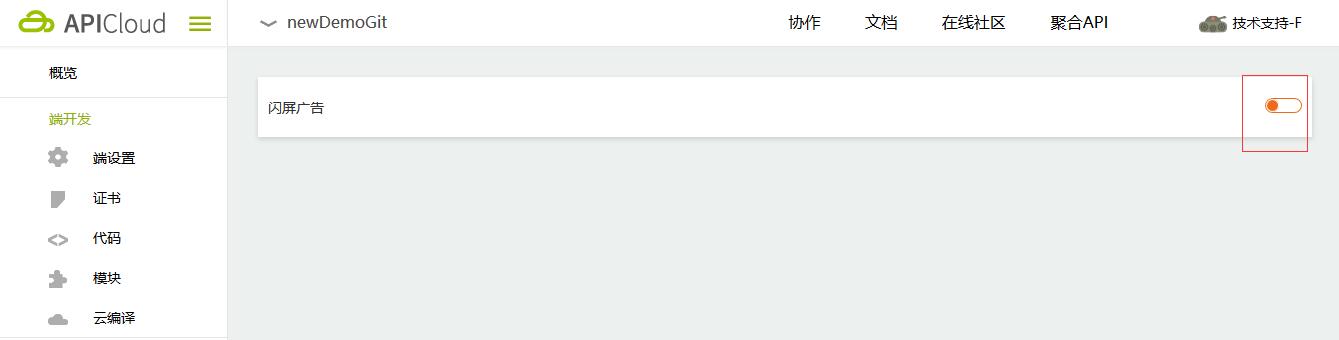 APICloud
newDemoGit
协作
文档
在线社区
聚合API
技术支持-F
概览
端开发
端设置
证书
代码
模块
云编译
闪屏广告